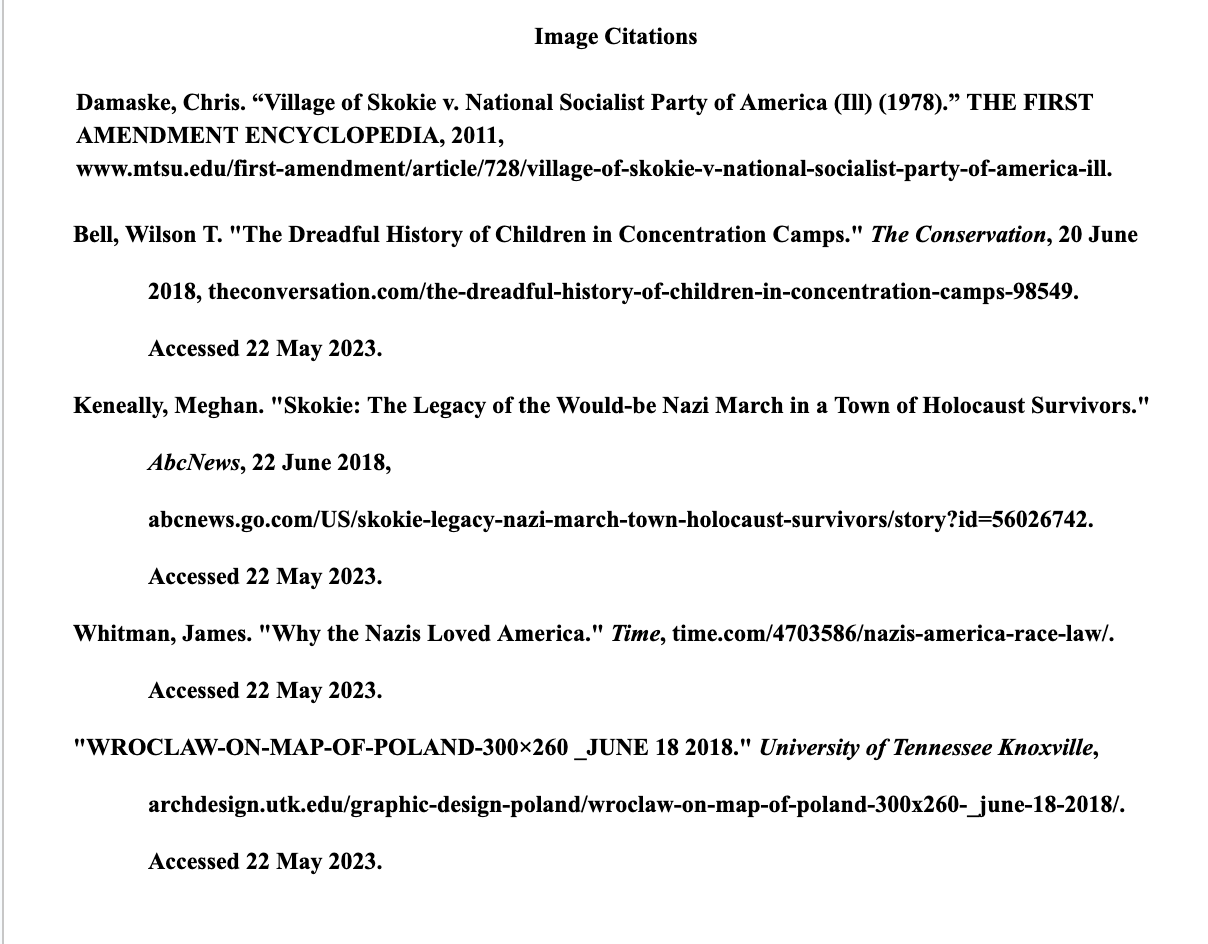 Image Citations
Damaske, Chris. “Village of Skokie v. National Socialist Party of America (Ill) (1978).” THE FIRST
AMENDMENT ENCYCLOPEDIA, 2011,
www.mtsu.edu/first-amendment/article/728/village-of-skokie-v-national-socialist-party-of-america-ill.
Bell, Wilson T. "The Dreadful History of Children in Concentration Camps." The Conservation, 20 June
2018, theconversation.com/the-dreadful-history-of-children-in-concentration-camps-98549.
Accessed 22 May 2023.
Keneally, Meghan. "Skokie: The Legacy of the Would-be Nazi March in a Town of Holocaust Survivors."
AbcNews, 22 June 2018,
abcnews.go.com/US/skokie-legacy-nazi-march-town-holocaust-survivors/story?id=56026742.
Accessed 22 May 2023.
Whitman, James. "Why the Nazis Loved America." Time, time.com/4703586/nazis-america-race-law/.
Accessed 22 May 2023.
"WROCLAW-ON-MAP-OF-POLAND-300×260 _JUNE 18 2018." University of Tennessee Knoxville,
archdesign.utk.edu/graphic-design-poland/wroclaw-on-map-of-poland-300x260-_june-18-2018/.
Accessed 22 May 2023.